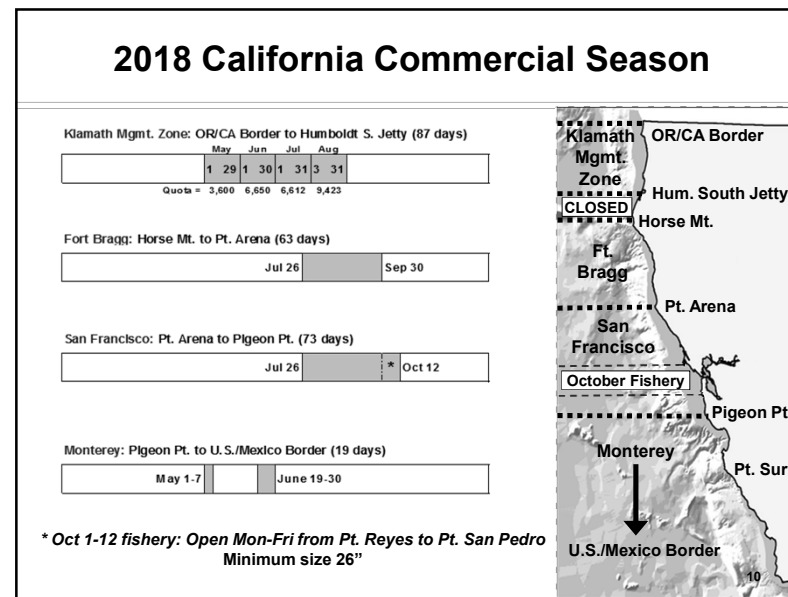 2018 California Commercial Season
Klamath Mgmt. Zone: OR/CA Border to Humboldt S. Jetty (87 days)
May Jun Jul Aug
1 29 1 30 1 31 3 31
Quota = 3,600 6,650 6,612 9,423
Fort Bragg: Horse Mt. to Pt. Arena (63 days)
Jul 26 Sep 30
San Francisco: Pt. Arena to Pigeon Pt. (73 days)
Jul 26 * Oct 12
Monterey: Pigeon Pt. to U.S./Mexico Border (19 days)
May 1-7 June 19-30
* Oct 1-12 fishery: Open Mon-Fri from Pt. Reyes to Pt. San Pedro
Minimum size 26”
Klamath
Mgmt.
Zone
OR/CA Border
Hum. South Jetty
CLOSED
Horse Mt.
Ft.
Bragg
Pt. Arena
San
Francisco
October Fishery
Pigeon Pt
Monterey
Pt. Sur
U.S./Mexico Border
10